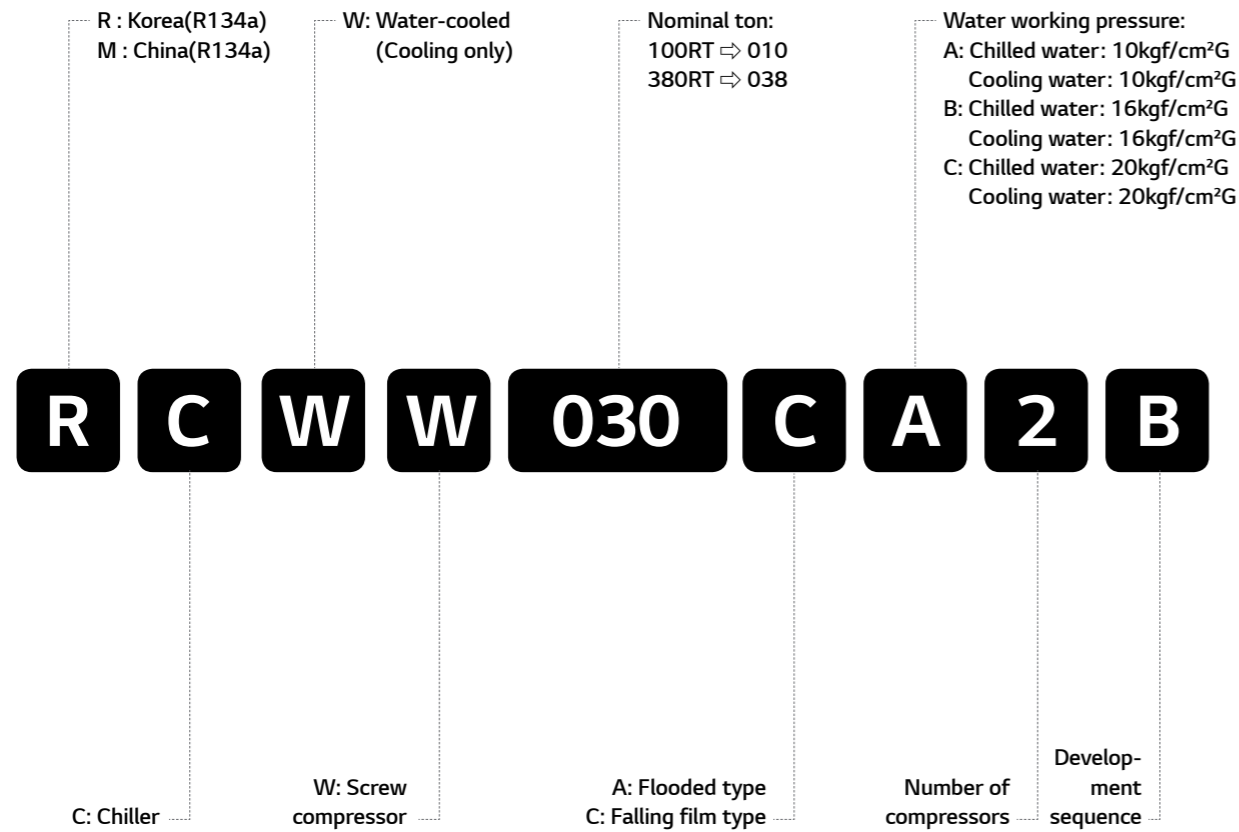 R : Korea(R134a)
M : China(R134a)
W: Water-cooled
(Cooling only)
Nominal ton:
100RT ⇨ 010
380RT ⇨ 038
Water working pressure:
A: Chilled water: 10kgf/cm²G
Cooling water: 10kgf/cm²G
B: Chilled water: 16kgf/cm²G
Cooling water: 16kgf/cm²G
C: Chilled water: 20kgf/cm²G
Cooling water: 20kgf/cm²G
R C W W 030 C A 2 B
C: Chiller
W: Screw
compressor
A: Flooded type
C: Falling film type
Number of
compressors
Develop-
ment
sequence